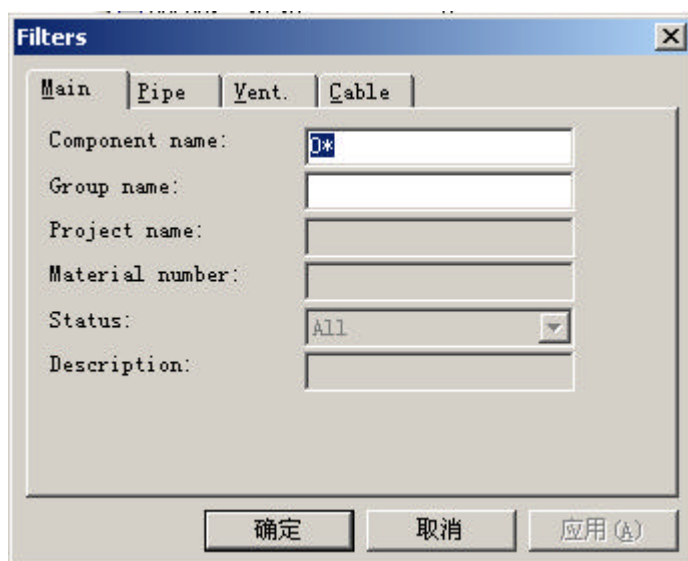 Filters
Main Pipe Vent. Cable
Component name: O*
Group name:
Project name:
Material number:
Status: All
Description:
确定 取消 应用(A)